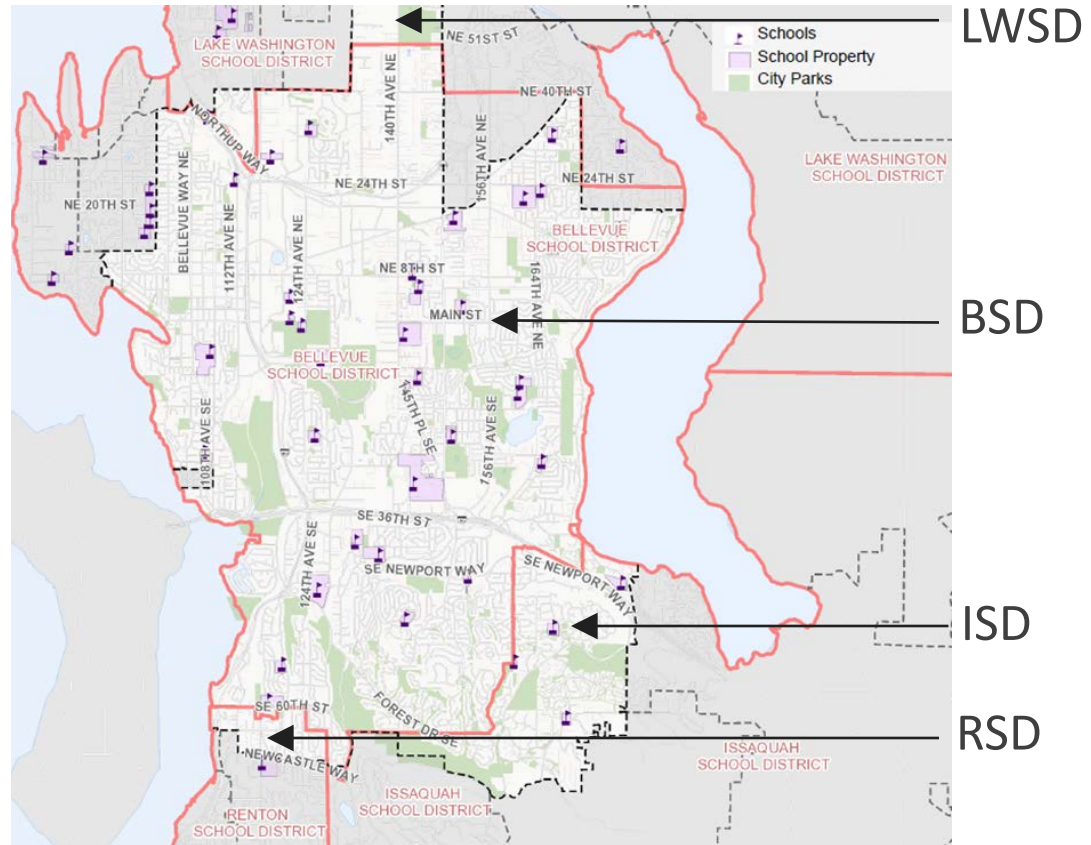 LWSD
Schools
School Property
City Parks
LAKE WASHINGTON
SCHOOL DISTRICT
NE 51ST ST
140TH AVE NE
NE 40TH ST
NORTHUP WAY
156TH AVE NE
LAKE WASHINGTON
SCHOOL DISTRICT
NE 24TH ST
NE 24TH ST
NE 20TH ST
BELLEVUE WAY NE
112TH AVE NE
124TH AVE NE
BELLEVUE
SCHOOL DISTRICT
NE 8TH ST
164TH AVE NE
MAIN ST
BSD
BELLEVUE
SCHOOL DISTRICT
145TH PL SE
108TH AVE SE
156TH AVE SE
SE 36TH ST
124TH AVE SE
SE NEWPORT WAY
SE NEWPORT WAY
ISD
SE 60TH ST
FOREST DR SE
RSD
NEWCASTLE WAY
ISSAQUAH
SCHOOL DISTRICT
ISSAQUAH
SCHOOL DISTRICT
RENTON
SCHOOL DISTRICT